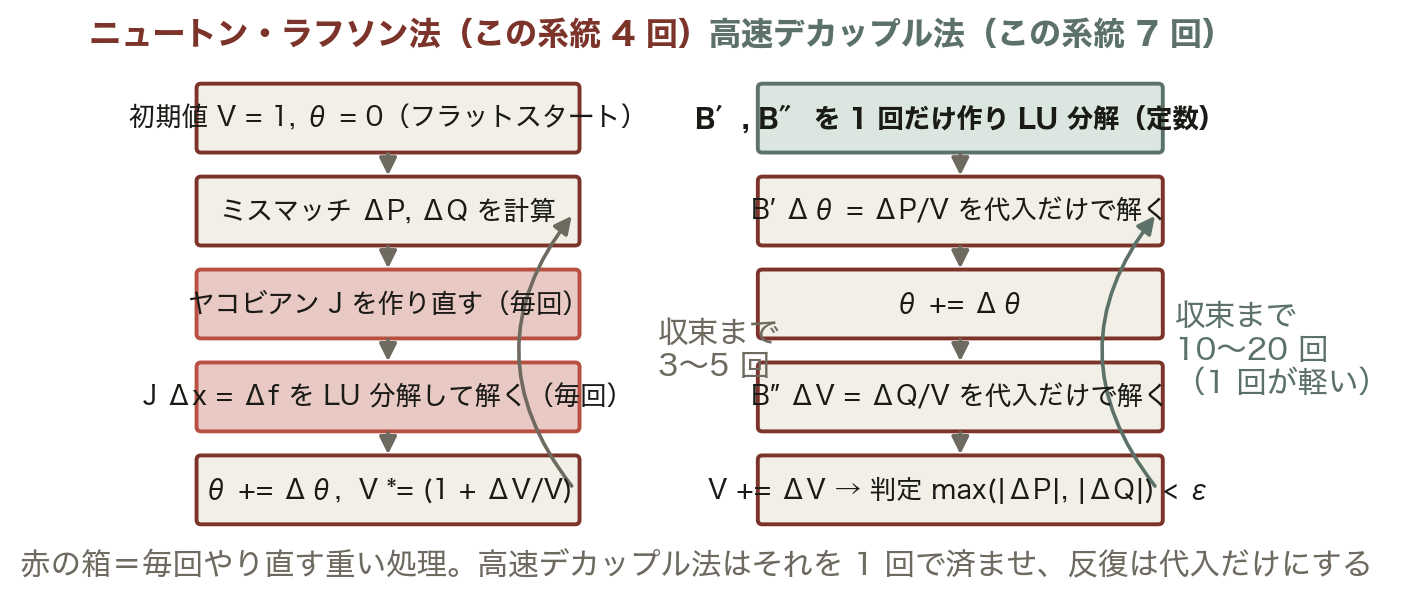 ニュートン・ラフソン法（この系統 4 回）
初期値 V = 1, θ = 0（フラットスタート）
ミスマッチ ΔP, ΔQ を計算
ヤコビアン J を作り直す（毎回）
J Δx = Δf を LU 分解して解く（毎回）
θ += Δθ, V *= (1 + ΔV/V)
収束まで
3〜5 回
高速デカップル法（この系統 7 回）
B′, B″ を 1 回だけ作り LU 分解（定数）
B′ Δθ = ΔP/V を代入だけで解く
θ += Δθ
B″ ΔV = ΔQ/V を代入だけで解く
V += ΔV → 判定 max(|ΔP|, |ΔQ|) < ε
収束まで
10〜20 回
（1 回が軽い）
赤の箱＝毎回やり直す重い処理。高速デカップル法はそれを 1 回で済ませ、反復は代入だけにする